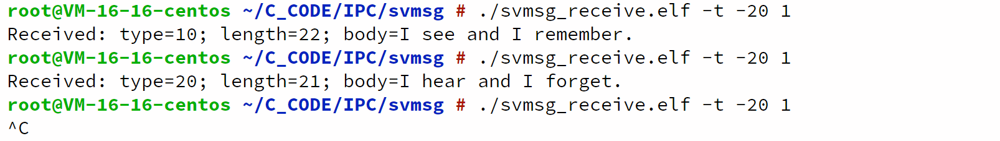 root@VM-16-16-centos ~/C_CODE/IPC/svmsg # ./svmsg_receive.elf -t -20 1
Received: type=10; length=22; body=I see and I remember.
root@VM-16-16-centos ~/C_CODE/IPC/svmsg # ./svmsg_receive.elf -t -20 1
Received: type=20; length=21; body=I hear and I forget.
root@VM-16-16-centos ~/C_CODE/IPC/svmsg # ./svmsg_receive.elf -t -20 1
^C